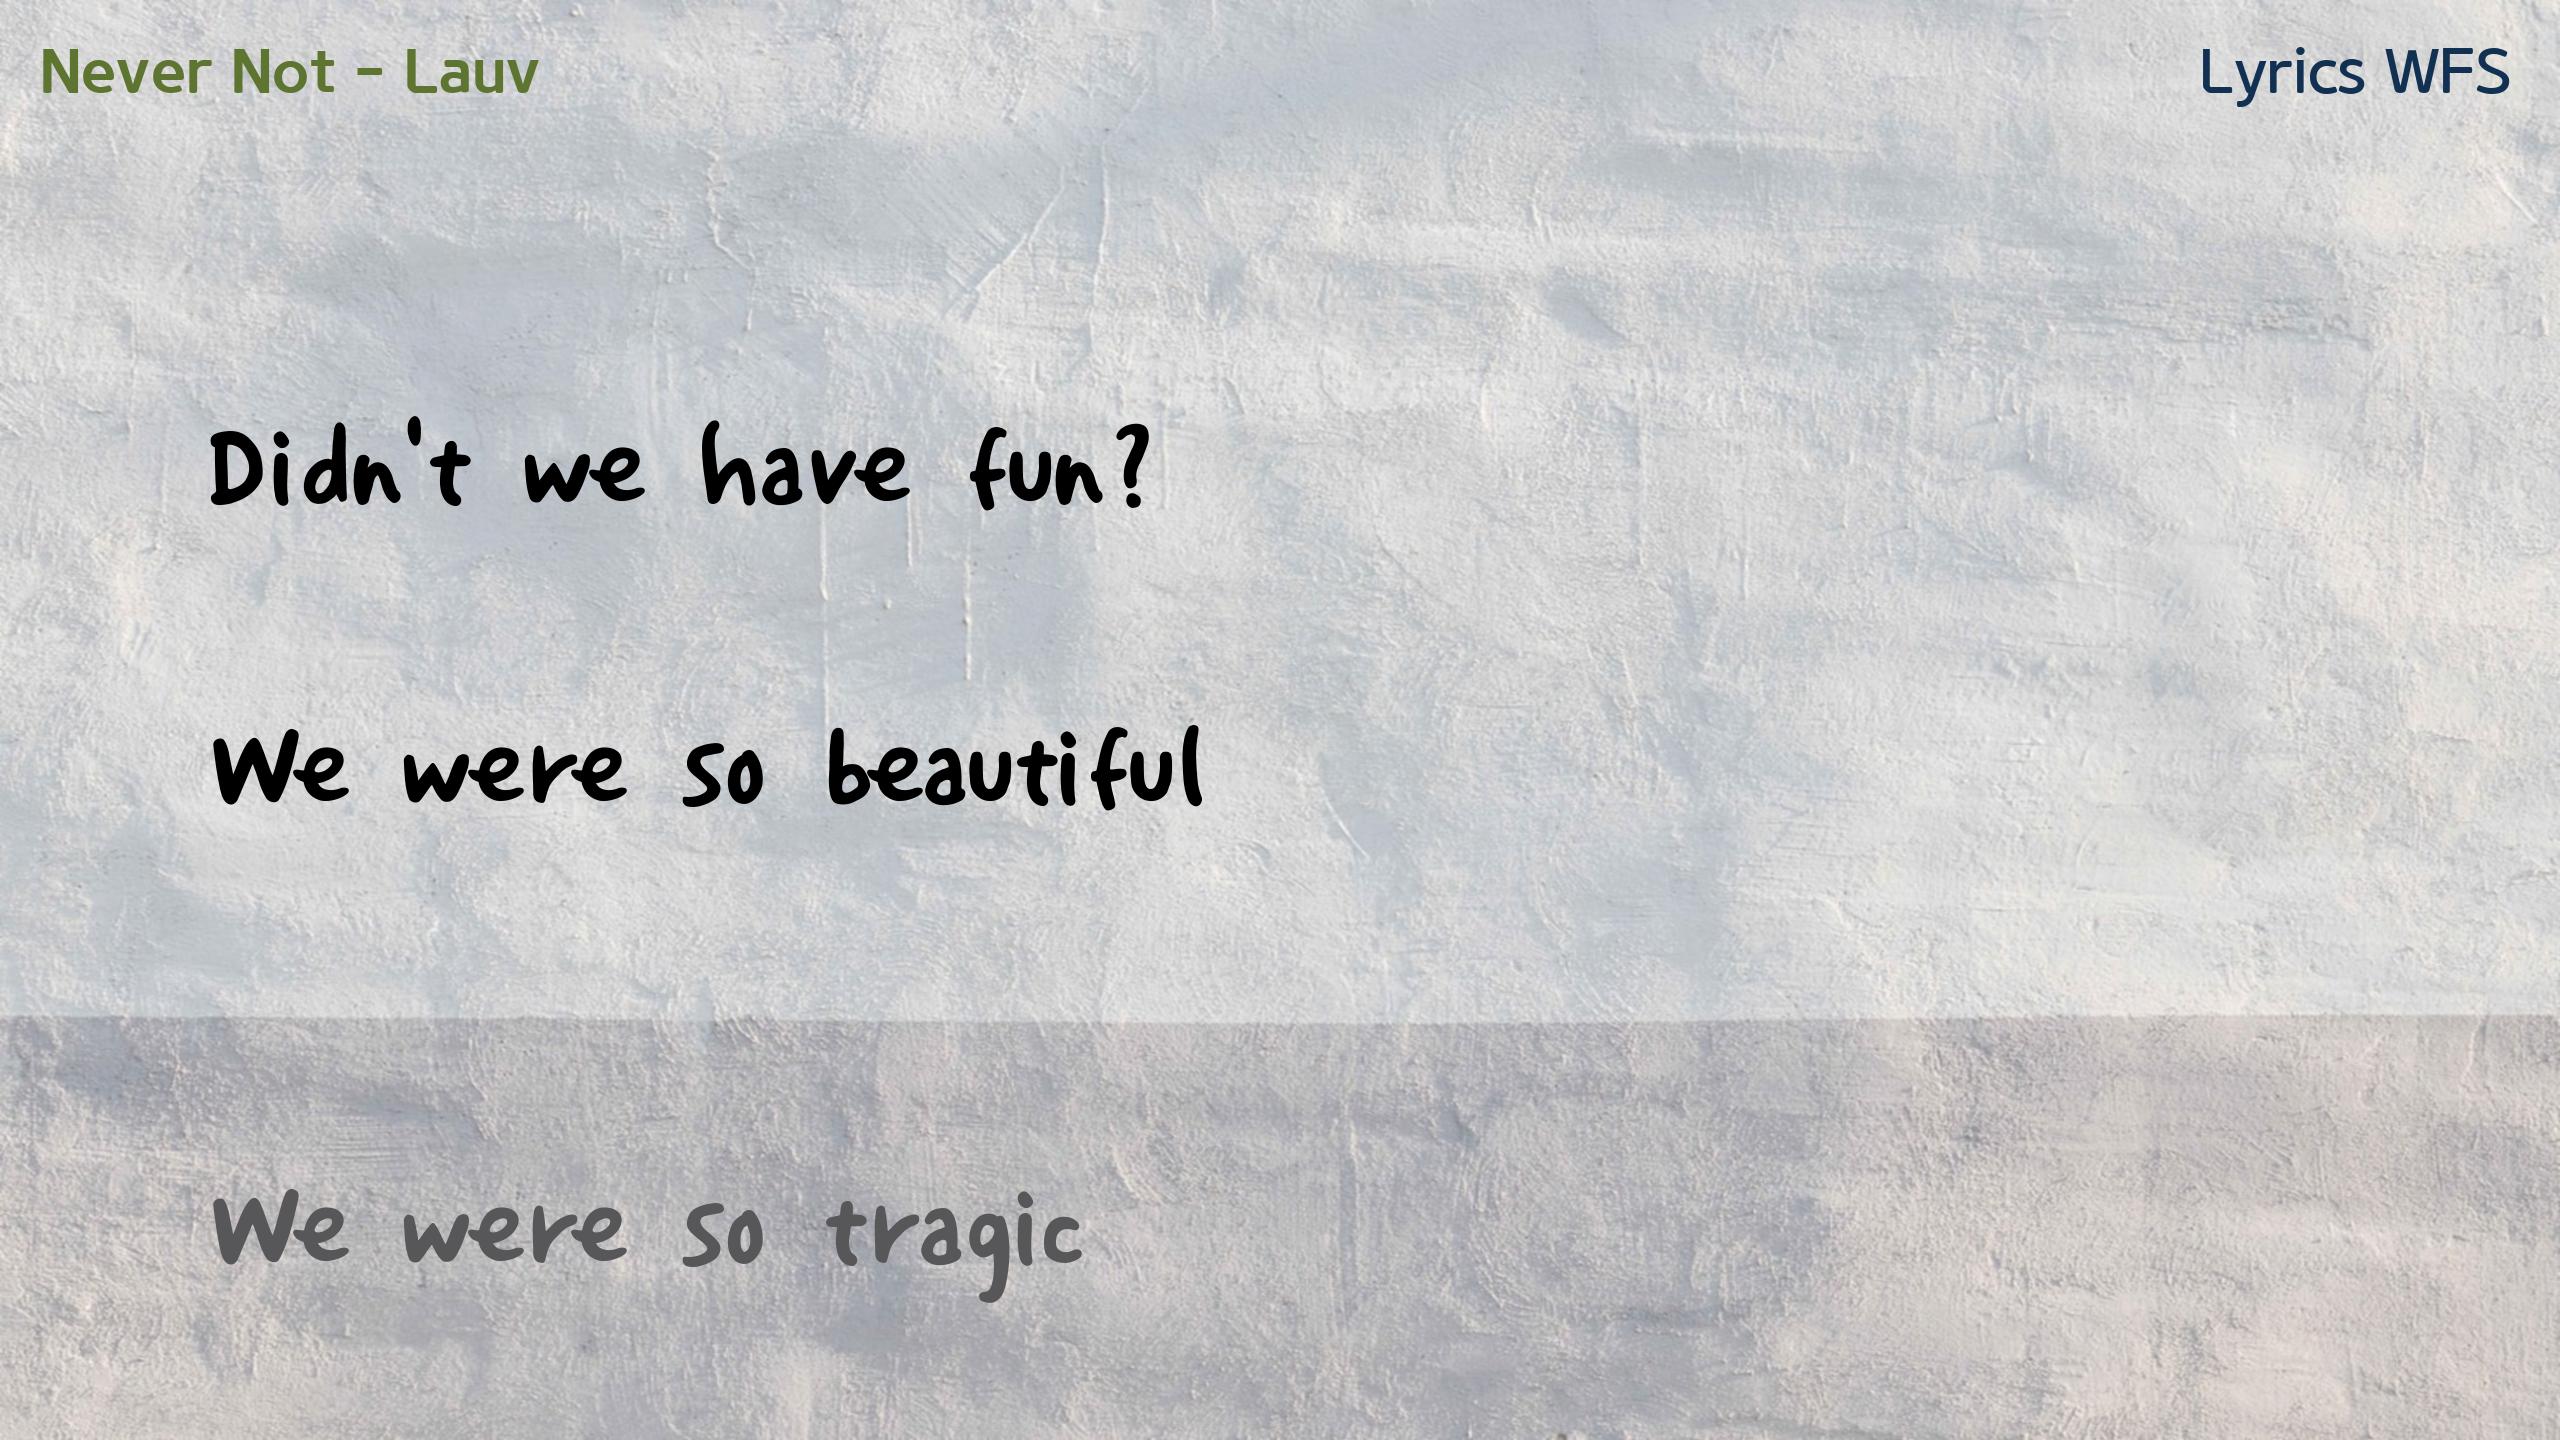 Never Not - Lauv
Lyrics WFS
Didn't we have fun?
We were so beautiful
We were so tragic